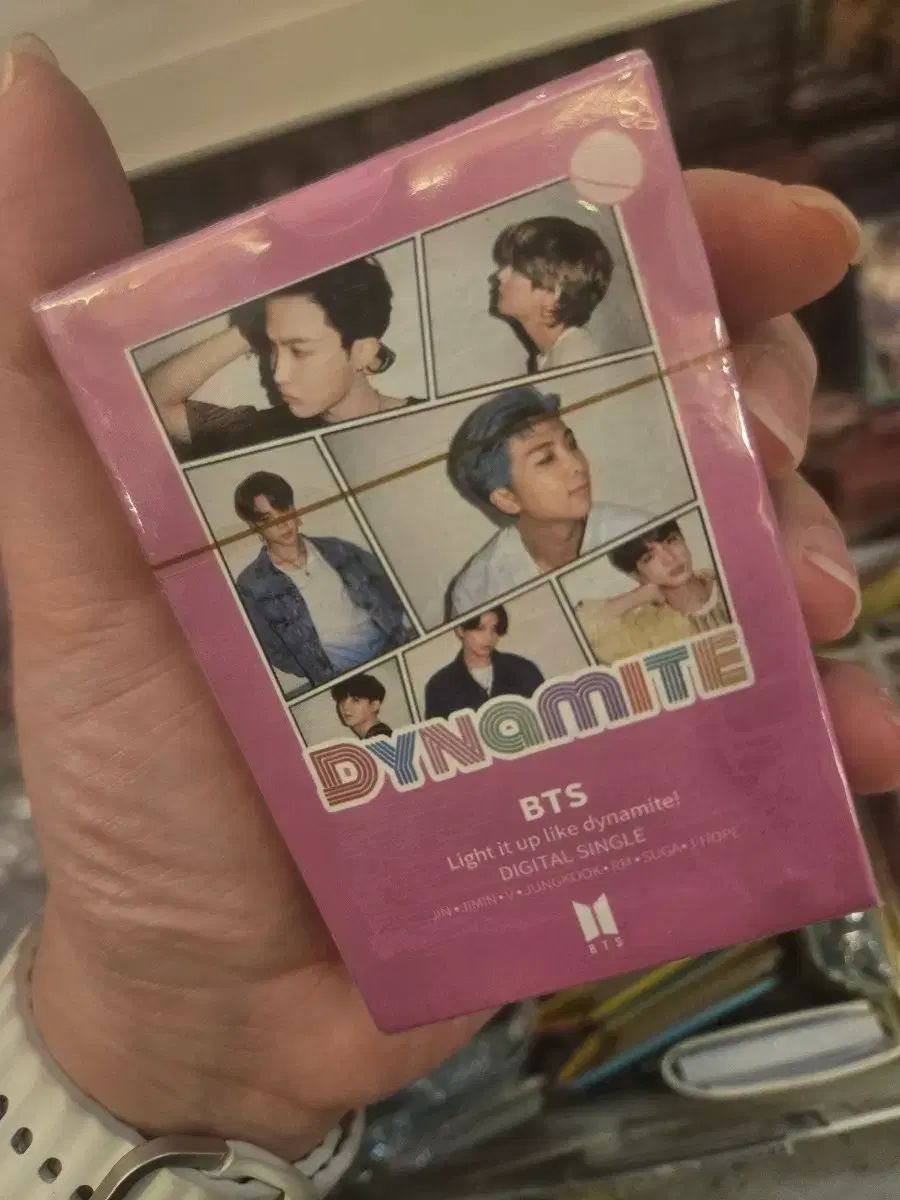 DYNAMITE
BTS
Light it up like dynamite!
DIGITAL SINGLE
JIN•JIMIN•V•JUNGKOOK•RM•SUGA•J-HOPE
BTS